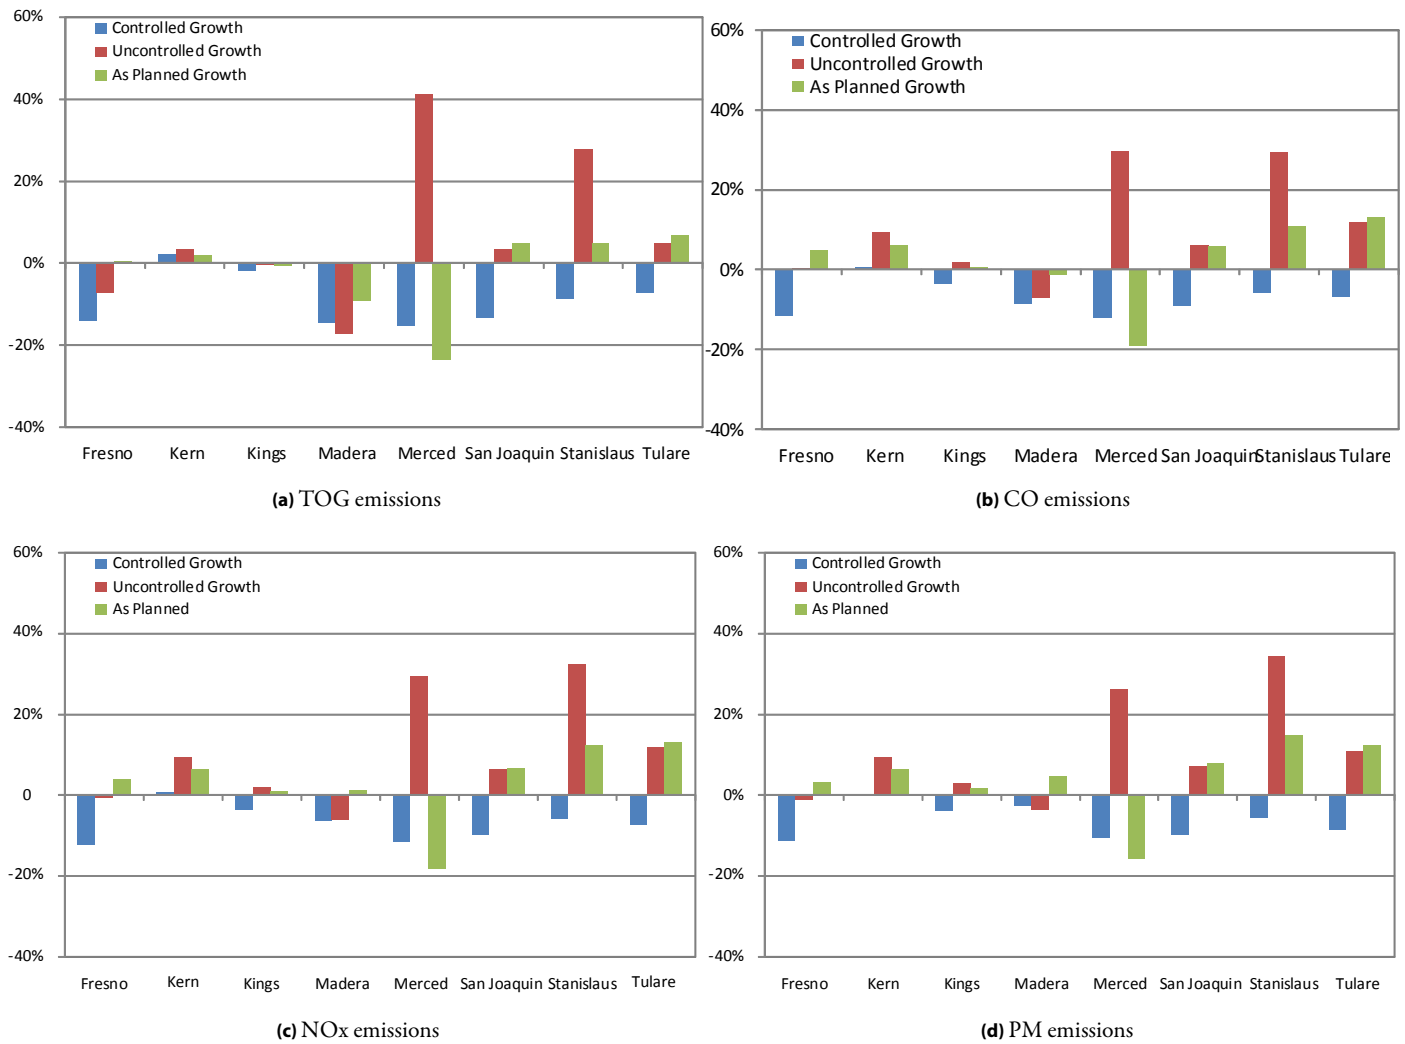 60%
40%
20%
0%
-20%
-40%
Controlled Growth
Uncontrolled Growth
As Planned Growth
Fresno Kern Kings Madera Merced San Joaquin Stanislaus Tulare
(a) TOG emissions
60%
40%
20%
0%
-20%
-40%
Controlled Growth
Uncontrolled Growth
As Planned Growth
Fresno Kern Kings Madera Merced San Joaquin Stanislaus Tulare
(b) CO emissions
60%
40%
20%
0
-20%
-40%
Controlled Growth
Uncontrolled Growth
As Planned
Fresno Kern Kings Madera Merced San Joaquin Stanislaus Tulare
(c) NOx emissions
60%
40%
20%
0%
-20%
-40%
Controlled Growth
Uncontrolled Growth
As Planned
Fresno Kern Kings Madera Merced San Joaquin Stanislaus Tulare
(d) PM emissions